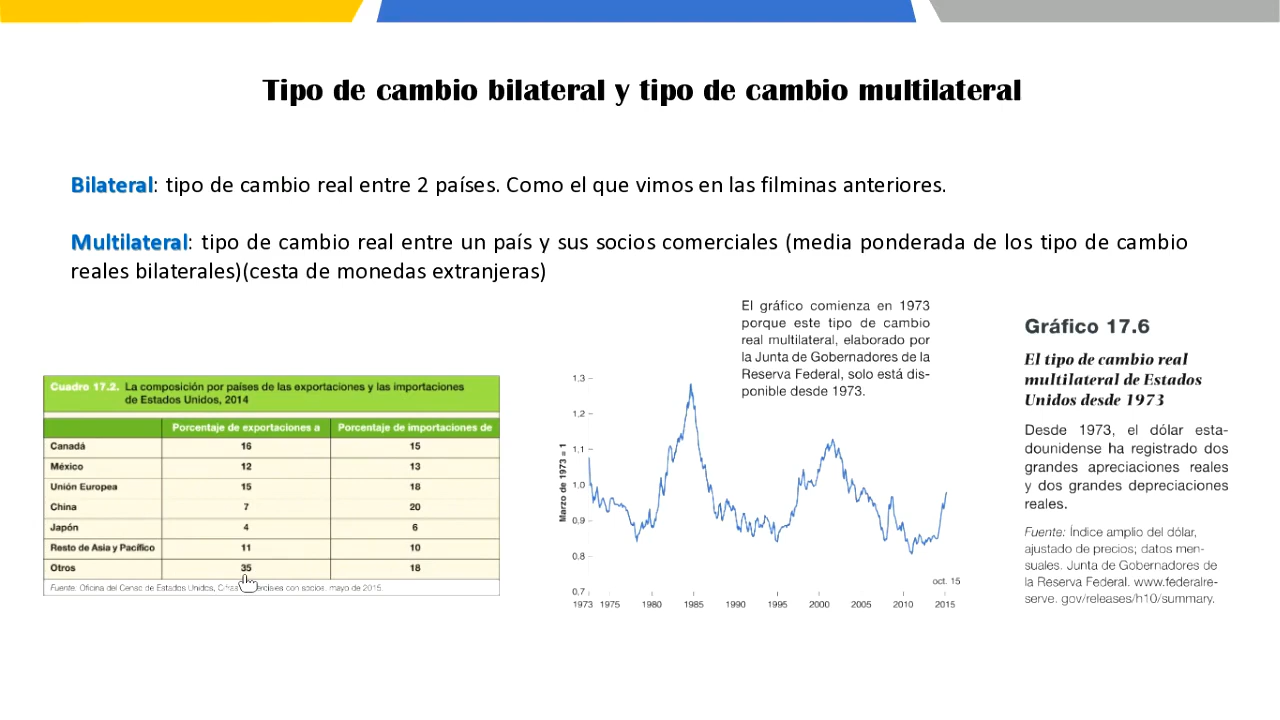 Tipo de cambio bilateral y tipo de cambio multilateral
Bilateral: tipo de cambio real entre 2 países. Como el que vimos en las filminas anteriores.
Multilateral: tipo de cambio real entre un país y sus socios comerciales (media ponderada de los tipo de cambio
reales bilaterales)(cesta de monedas extranjeras)
Cuadro 17.2. La composición por países de las exportaciones y las importaciones
de Estados Unidos, 2014
Porcentaje de exportaciones a Porcentaje de importaciones de
Canadá 16 15
México 12 13
Unión Europea 15 18
China 7 20
Japón 4 6
Resto de Asia y Pacífico 11 10
Otros 35 18
Fuente: Oficina del Censo de Estados Unidos, con socios. mayo de 2015.
El gráfico comienza en 1973
porque este tipo de cambio
real multilateral, elaborado por
la Junta de Gobernadores de la
Reserva Federal, solo está dis-
ponible desde 1973.
Marzo de 1973 = 1
1,3
1,2
1,1
1,0
0,9
0,8
0,7
oct. 15
1973 1975 1980 1985 1990 1995 2000 2005 2010 2015
Gráfico 17.6
El tipo de cambio real
multilateral de Estados
Unidos desde 1973
Desde 1973, el dólar esta-
dounidense ha registrado dos
grandes apreciaciones reales
y dos grandes depreciaciones
reales.
Fuente: Índice amplio del dólar,
ajustado de precios; datos men-
suales. Junta de Gobernadores de
la Reserva Federal. www.federalre-
serve. gov/releases/h10/summary.